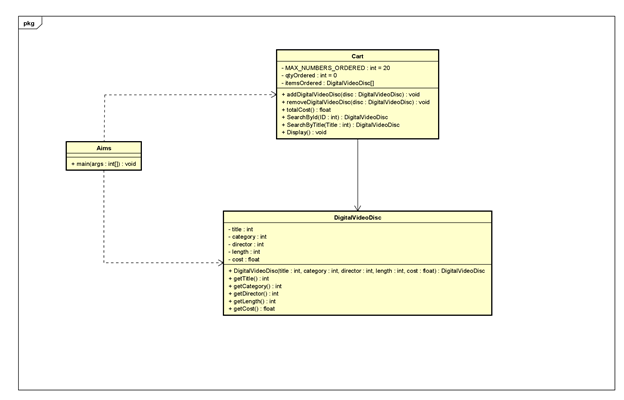 pkg
Cart
- MAX_NUMBERS_ORDERED : int = 20
- qtyOrdered : int = 0
- itemsOrdered : DigitalVideoDisc[]
+ addDigitalVideoDisc(disc : DigitalVideoDisc) : void
+ removeDigitalVideoDisc(disc : DigitalVideoDisc) : void
+ totalCost() : float
+ SearchById(ID : int) : DigitalVideoDisc
+ SearchByTitle(Title : int) : DigitalVideoDisc
+ Display() : void
Aims
+ main(args : int[]) : void
DigitalVideoDisc
- title : int
- category : int
- director : int
- length : int
- cost : float
+ DigitalVideoDisc(title : int, category : int, director : int, length : int, cost : float) : DigitalVideoDisc
+ getTitle() : int
+ getCategory() : int
+ getDirector() : int
+ getLength() : int
+ getCost() : float